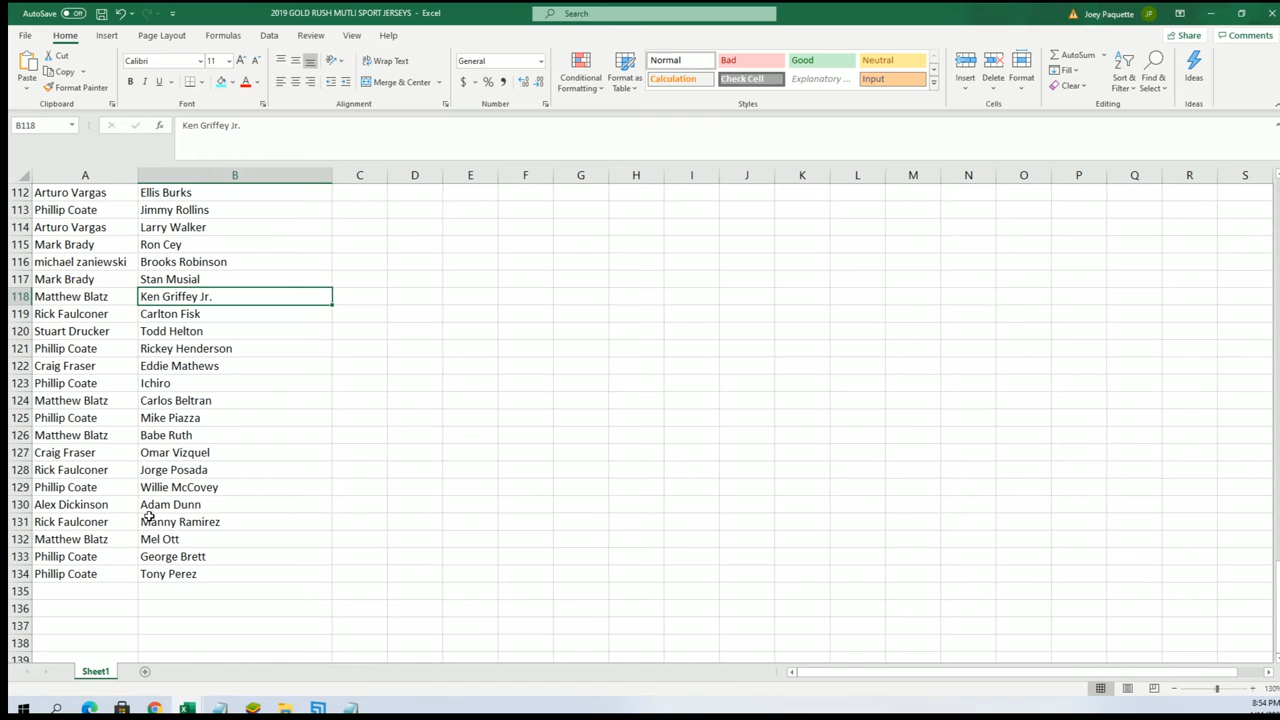 AutoSave Off 2019 GOLD RUSH MUTLI SPORT JERSEYS - Excel Search Joey Paquette JP
File Home Insert Page Layout Formulas Data Review View Help Share Comments
Paste Cut Copy Format Painter Clipboard
Calibri 11 A A B I U A Font
Wrap Text Merge & Center Alignment
General $ % Number
Conditional Formatting Format as Table
Normal Bad Good Neutral
Calculation Check Cell Explanatory ... Input
Styles
Insert Delete Format Cells
AutoSum Fill Clear Sort & Filter Find & Select Editing
Ideas Ideas
B118 fx Ken Griffey Jr.
A B C D E F G H I J K L M N O P Q R S
112 Arturo Vargas Ellis Burks
113 Phillip Coate Jimmy Rollins
114 Arturo Vargas Larry Walker
115 Mark Brady Ron Cey
116 michael zaniewski Brooks Robinson
117 Mark Brady Stan Musial
118 Matthew Blatz Ken Griffey Jr.
119 Rick Faulconer Carlton Fisk
120 Stuart Drucker Todd Helton
121 Phillip Coate Rickey Henderson
122 Craig Fraser Eddie Mathews
123 Phillip Coate Ichiro
124 Matthew Blatz Carlos Beltran
125 Phillip Coate Mike Piazza
126 Matthew Blatz Babe Ruth
127 Craig Fraser Omar Vizquel
128 Rick Faulconer Jorge Posada
129 Phillip Coate Willie McCovey
130 Alex Dickinson Adam Dunn
131 Rick Faulconer Manny Ramirez
132 Matthew Blatz Mel Ott
133 Phillip Coate George Brett
134 Phillip Coate Tony Perez
135
136
137
138
139
Sheet1
130%
8:54 PM